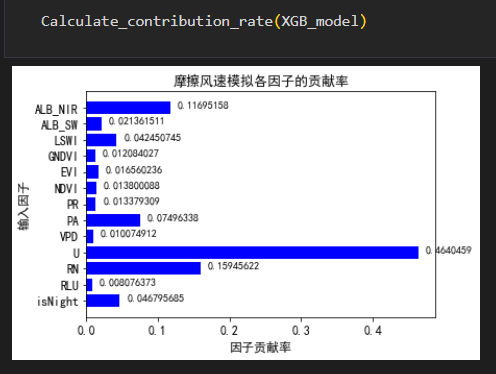 Calculate_contribution_rate(XGB_model)
摩擦风速模拟各因子的贡献率
ALB_NIR 0.11695158
ALB_SW 0.021361511
LSWI 0.042450745
GNDVI 0.012084027
EVI 0.016560236
NDVI 0.013800088
PR 0.013379309
PA 0.07496338
VPD 0.010074912
U 0.4640459
RN 0.15945622
RLU 0.008076373
isNight 0.046795685
输入因子
0.0 0.1 0.2 0.3 0.4
因子贡献率